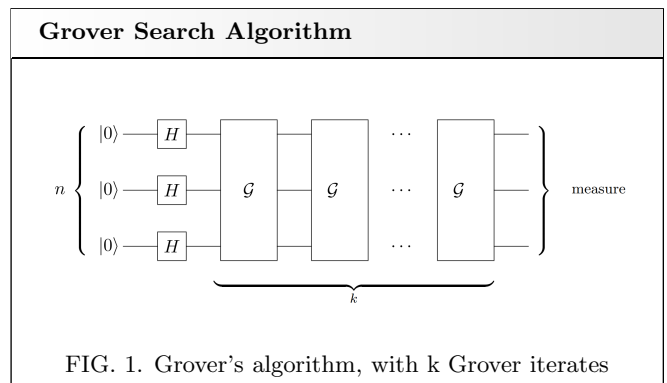 Grover Search Algorithm
|0⟩ H
n |0⟩ H 𝒢 𝒢 𝒢 measure
|0⟩ H
· · ·
· · ·
· · ·
k
FIG. 1. Grover's algorithm, with k Grover iterates